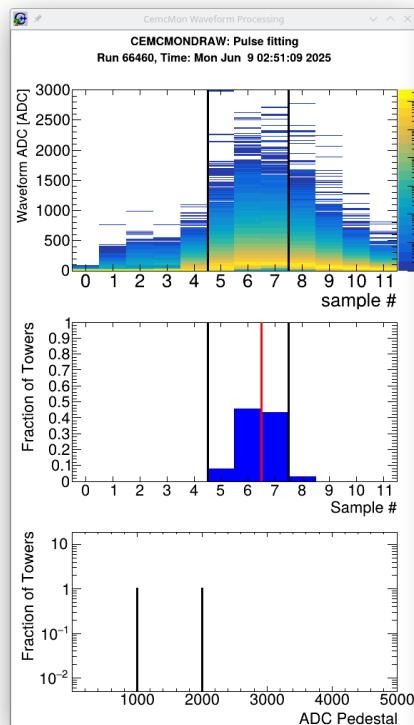 CemcMon Waveform Processing
CEMCMONDRAW: Pulse fitting
Run 66460, Time: Mon Jun 9 02:51:09 2025
Waveform ADC [ADC]
3000
2500
2000
1500
1000
500
0
0 1 2 3 4 5 6 7 8 9 10 11
sample #
Fraction of Towers
1
0.9
0.8
0.7
0.6
0.5
0.4
0.3
0.2
0.1
0
0 1 2 3 4 5 6 7 8 9 10 11
Sample #
Fraction of Towers
10
1
10⁻¹
10⁻²
1000 2000 3000 4000 5000
ADC Pedestal